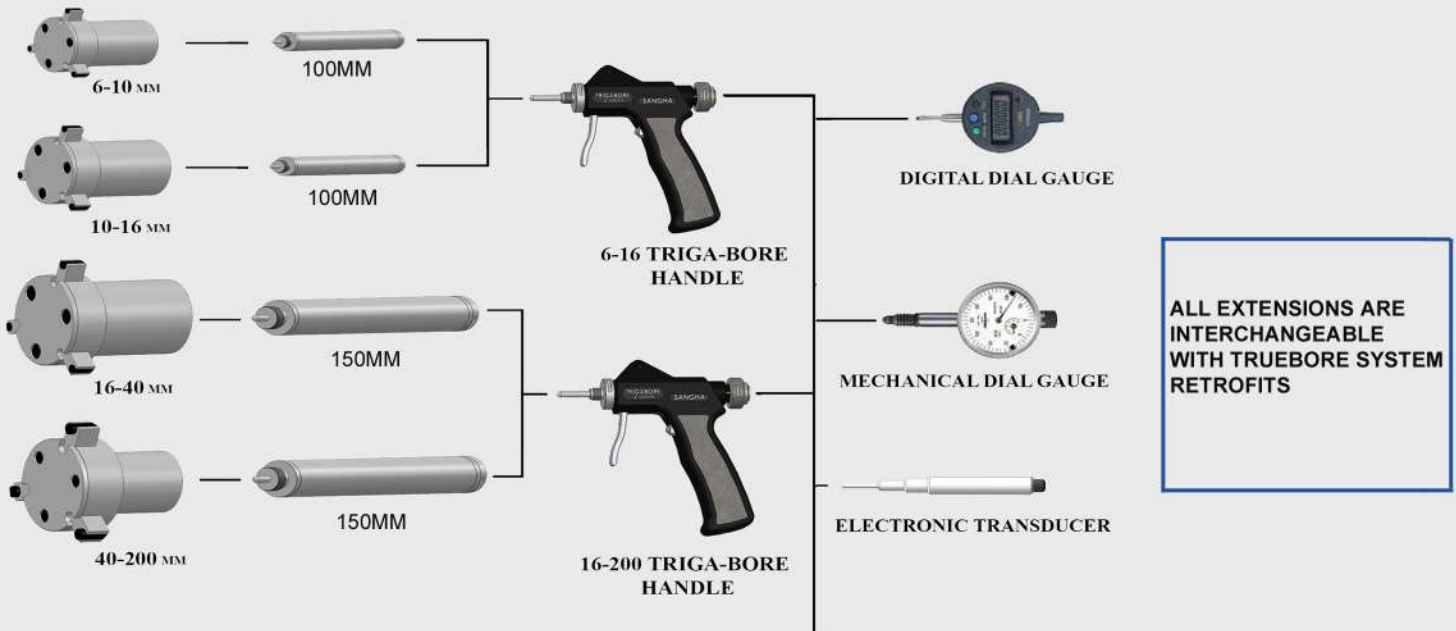 6-10 MM
100MM
10-16 MM
100MM
16-40 MM
150MM
40-200 MM
150MM
SANGHA
6-16 TRIGA-BORE
HANDLE
SANGHA
16-200 TRIGA-BORE
HANDLE
DIGITAL DIAL GAUGE
MECHANICAL DIAL GAUGE
ELECTRONIC TRANSDUCER
ALL EXTENSIONS ARE
INTERCHANGEABLE
WITH TRUEBORE SYSTEM
RETROFITS